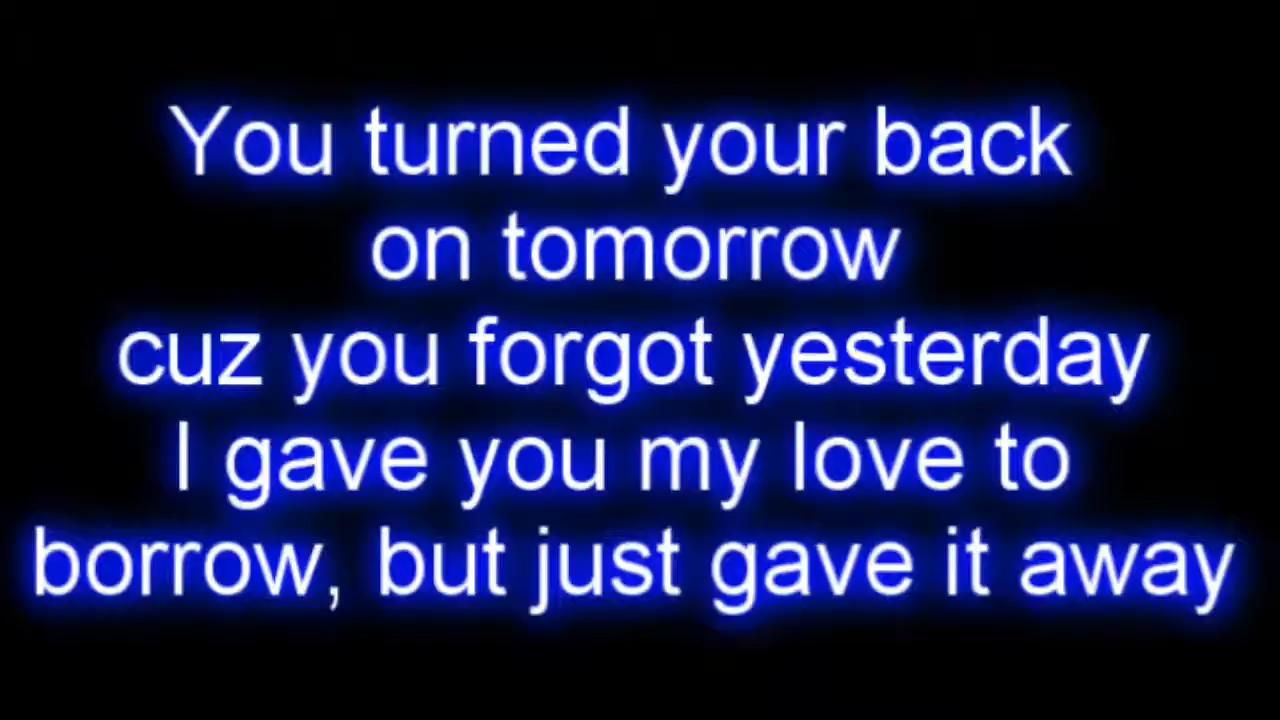 You turned your back
on tomorrow
cuz you forgot yesterday
I gave you my love to
borrow, but just gave it away